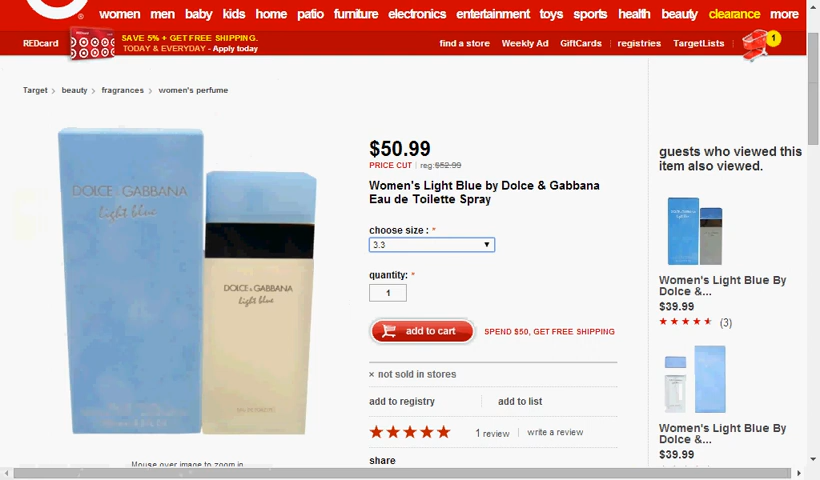 women men baby kids home patio furniture electronics entertainment toys sports health beauty clearance more
REDcard
SAVE 5% + GET FREE SHIPPING.
TODAY & EVERYDAY - Apply today
find a store Weekly Ad GiftCards registries TargetLists
1
Target > beauty > fragrances > women's perfume
DOLCE & GABBANA
light blue
DOLCE & GABBANA
light blue
Mouse over image to zoom in
$50.99
PRICE CUT reg:$52.99
Women's Light Blue by Dolce & Gabbana
Eau de Toilette Spray
choose size : *
3.3
quantity: *
1
add to cart SPEND $50, GET FREE SHIPPING
× not sold in stores
add to registry add to list
1 review write a review
share
guests who viewed this
item also viewed.
Women's Light Blue By
Dolce &...
$39.99
(3)
Women's Light Blue By
Dolce &...
$39.99